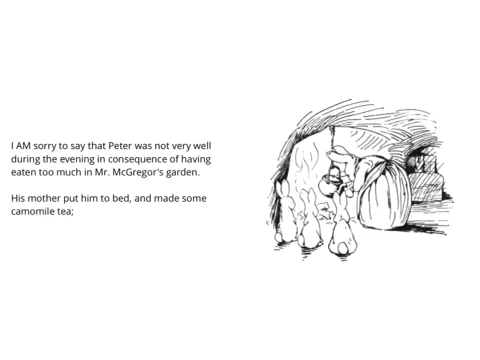 I AM sorry to say that Peter was not very well
during the evening in consequence of having
eaten too much in Mr. McGregor's garden.
His mother put him to bed, and made some
camomile tea;